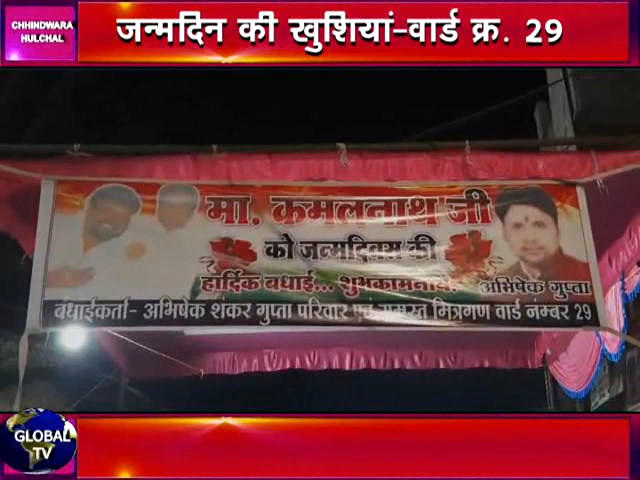 CHHINDWARA
HULCHAL
जन्मदिन की खुशियां-वार्ड क्र. 29
मा. कमलनाथ जी
को जन्मदिवस की
हार्दिक बधाई... शुभकामनाएं.
अभिषेक गुप्ता
बधाईकर्ता- अभिषेक शंकर गुप्ता परिवार एवं समस्त मित्रगण वार्ड नंम्बर 29
GLOBAL
TV